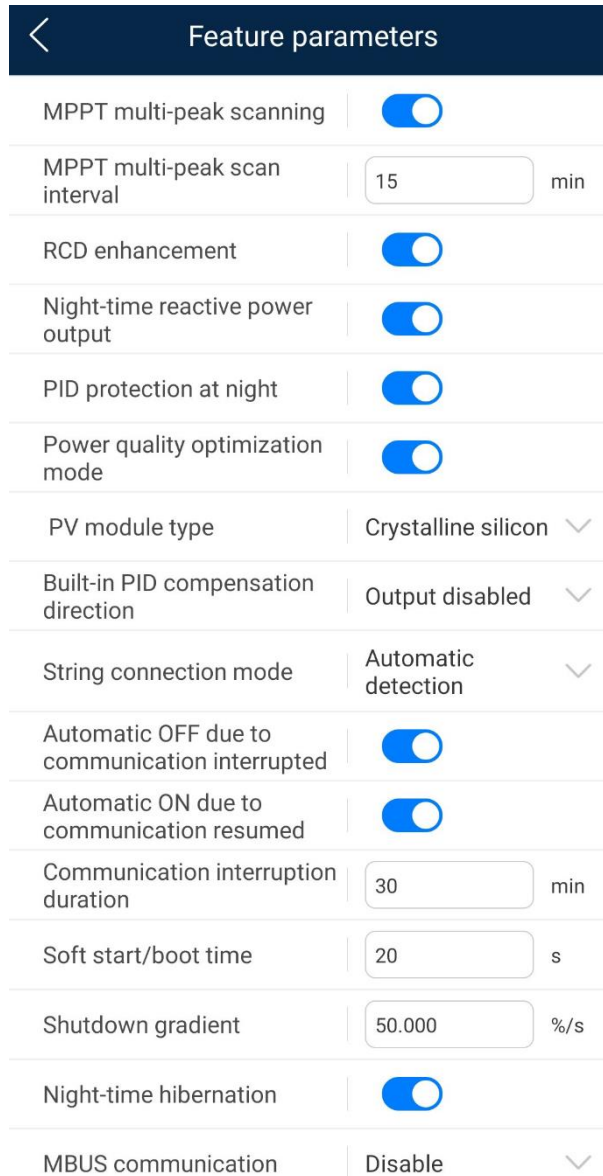 Feature parameters
MPPT multi-peak scanning
MPPT multi-peak scan
interval
15 min
RCD enhancement
Night-time reactive power
output
PID protection at night
Power quality optimization
mode
PV module type Crystalline silicon
Built-in PID compensation
direction
Output disabled
String connection mode
Automatic
detection
Automatic OFF due to
communication interrupted
Automatic ON due to
communication resumed
Communication interruption
duration
30 min
Soft start/boot time 20 s
Shutdown gradient 50.000 %/s
Night-time hibernation
MBUS communication Disable